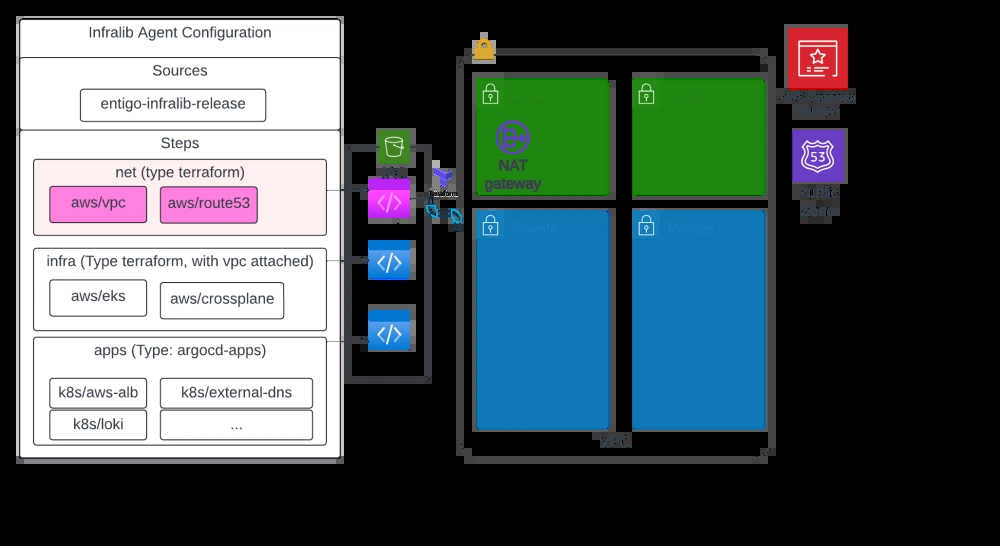 Infralib Agent Configuration
Sources
entigo-infralib-release
Steps
net (type terraform)
aws/vpc
aws/route53
infra (Type terraform, with vpc attached)
aws/eks
aws/crossplane
apps (Type: argocd-apps)
k8s/aws-alb
k8s/external-dns
k8s/loki
...
NAT
gateway
Private
Private
53